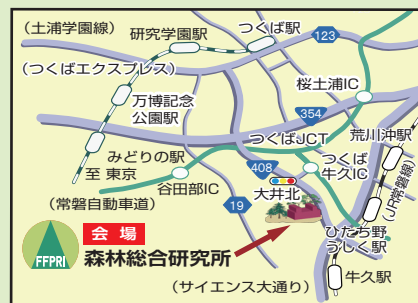 （土浦学園線）
研究学園駅
つくば駅
123
（つくばエクスプレス）
桜土浦IC
万博記念
公園駅
354
つくばJCT
荒川沖駅
みどりの駅
至 東京
408
つくば
牛久IC
谷田部IC
大井北
（JR常磐線）
（常磐自動車道）
19
会 場
ひたち野
うしく駅
FFPRI
森林総合研究所
牛久駅
（サイエンス大通り）